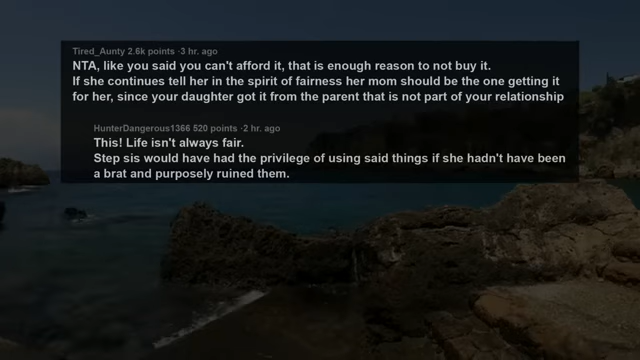 Tired_Aunty 2.6k points ·3 hr. ago
NTA, like you said you can't afford it, that is enough reason to not buy it.
If she continues tell her in the spirit of fairness her mom should be the one getting it
for her, since your daughter got it from the parent that is not part of your relationship
HunterDangerous1366 520 points ·2 hr. ago
This! Life isn't always fair.
Step sis would have had the privilege of using said things if she hadn't have been
a brat and purposely ruined them.